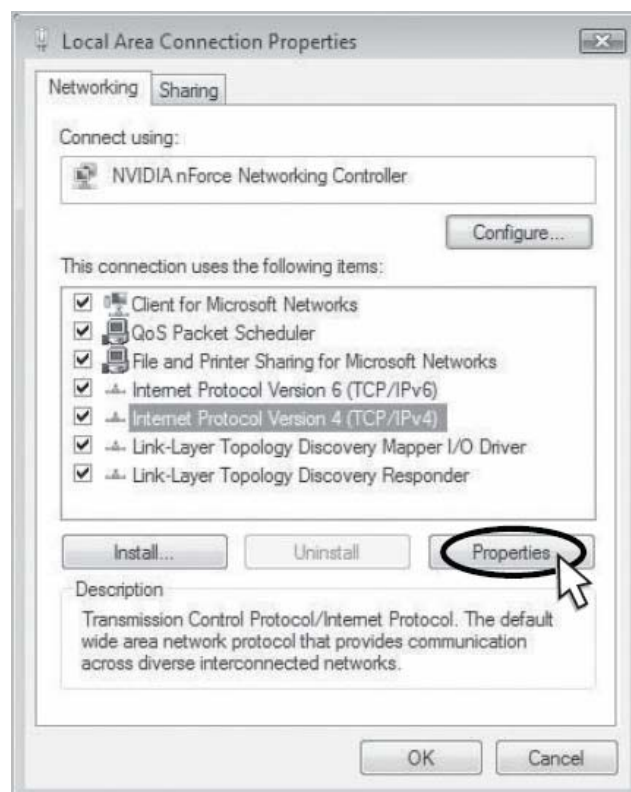 Local Area Connection Properties
Networking Sharing
Connect using:
NVIDIA nForce Networking Controller
Configure...
This connection uses the following items:
Client for Microsoft Networks
QoS Packet Scheduler
File and Printer Sharing for Microsoft Networks
Internet Protocol Version 6 (TCP/IPv6)
Internet Protocol Version 4 (TCP/IPv4)
Link-Layer Topology Discovery Mapper I/O Driver
Link-Layer Topology Discovery Responder
Install... Uninstall Properties
Description
Transmission Control Protocol/Internet Protocol. The default
wide area network protocol that provides communication
across diverse interconnected networks.
OK Cancel